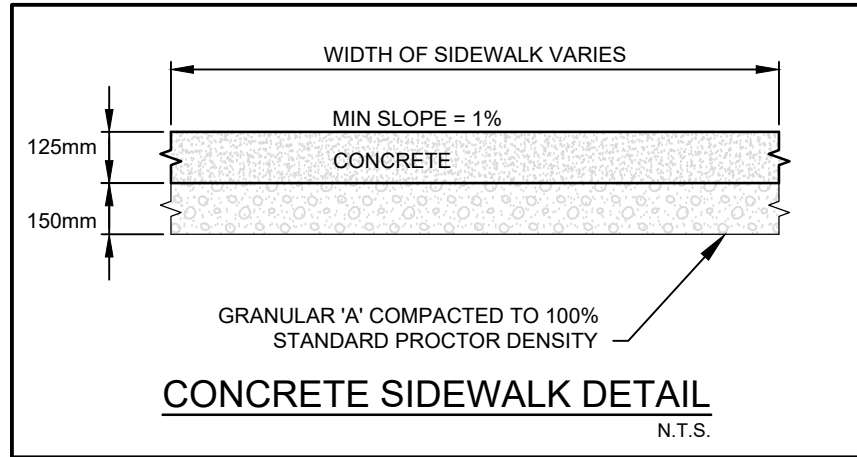 WIDTH OF SIDEWALK VARIES
MIN SLOPE = 1%
125mm
CONCRETE
150mm
GRANULAR 'A' COMPACTED TO 100%
STANDARD PROCTOR DENSITY
CONCRETE SIDEWALK DETAIL
N.T.S.